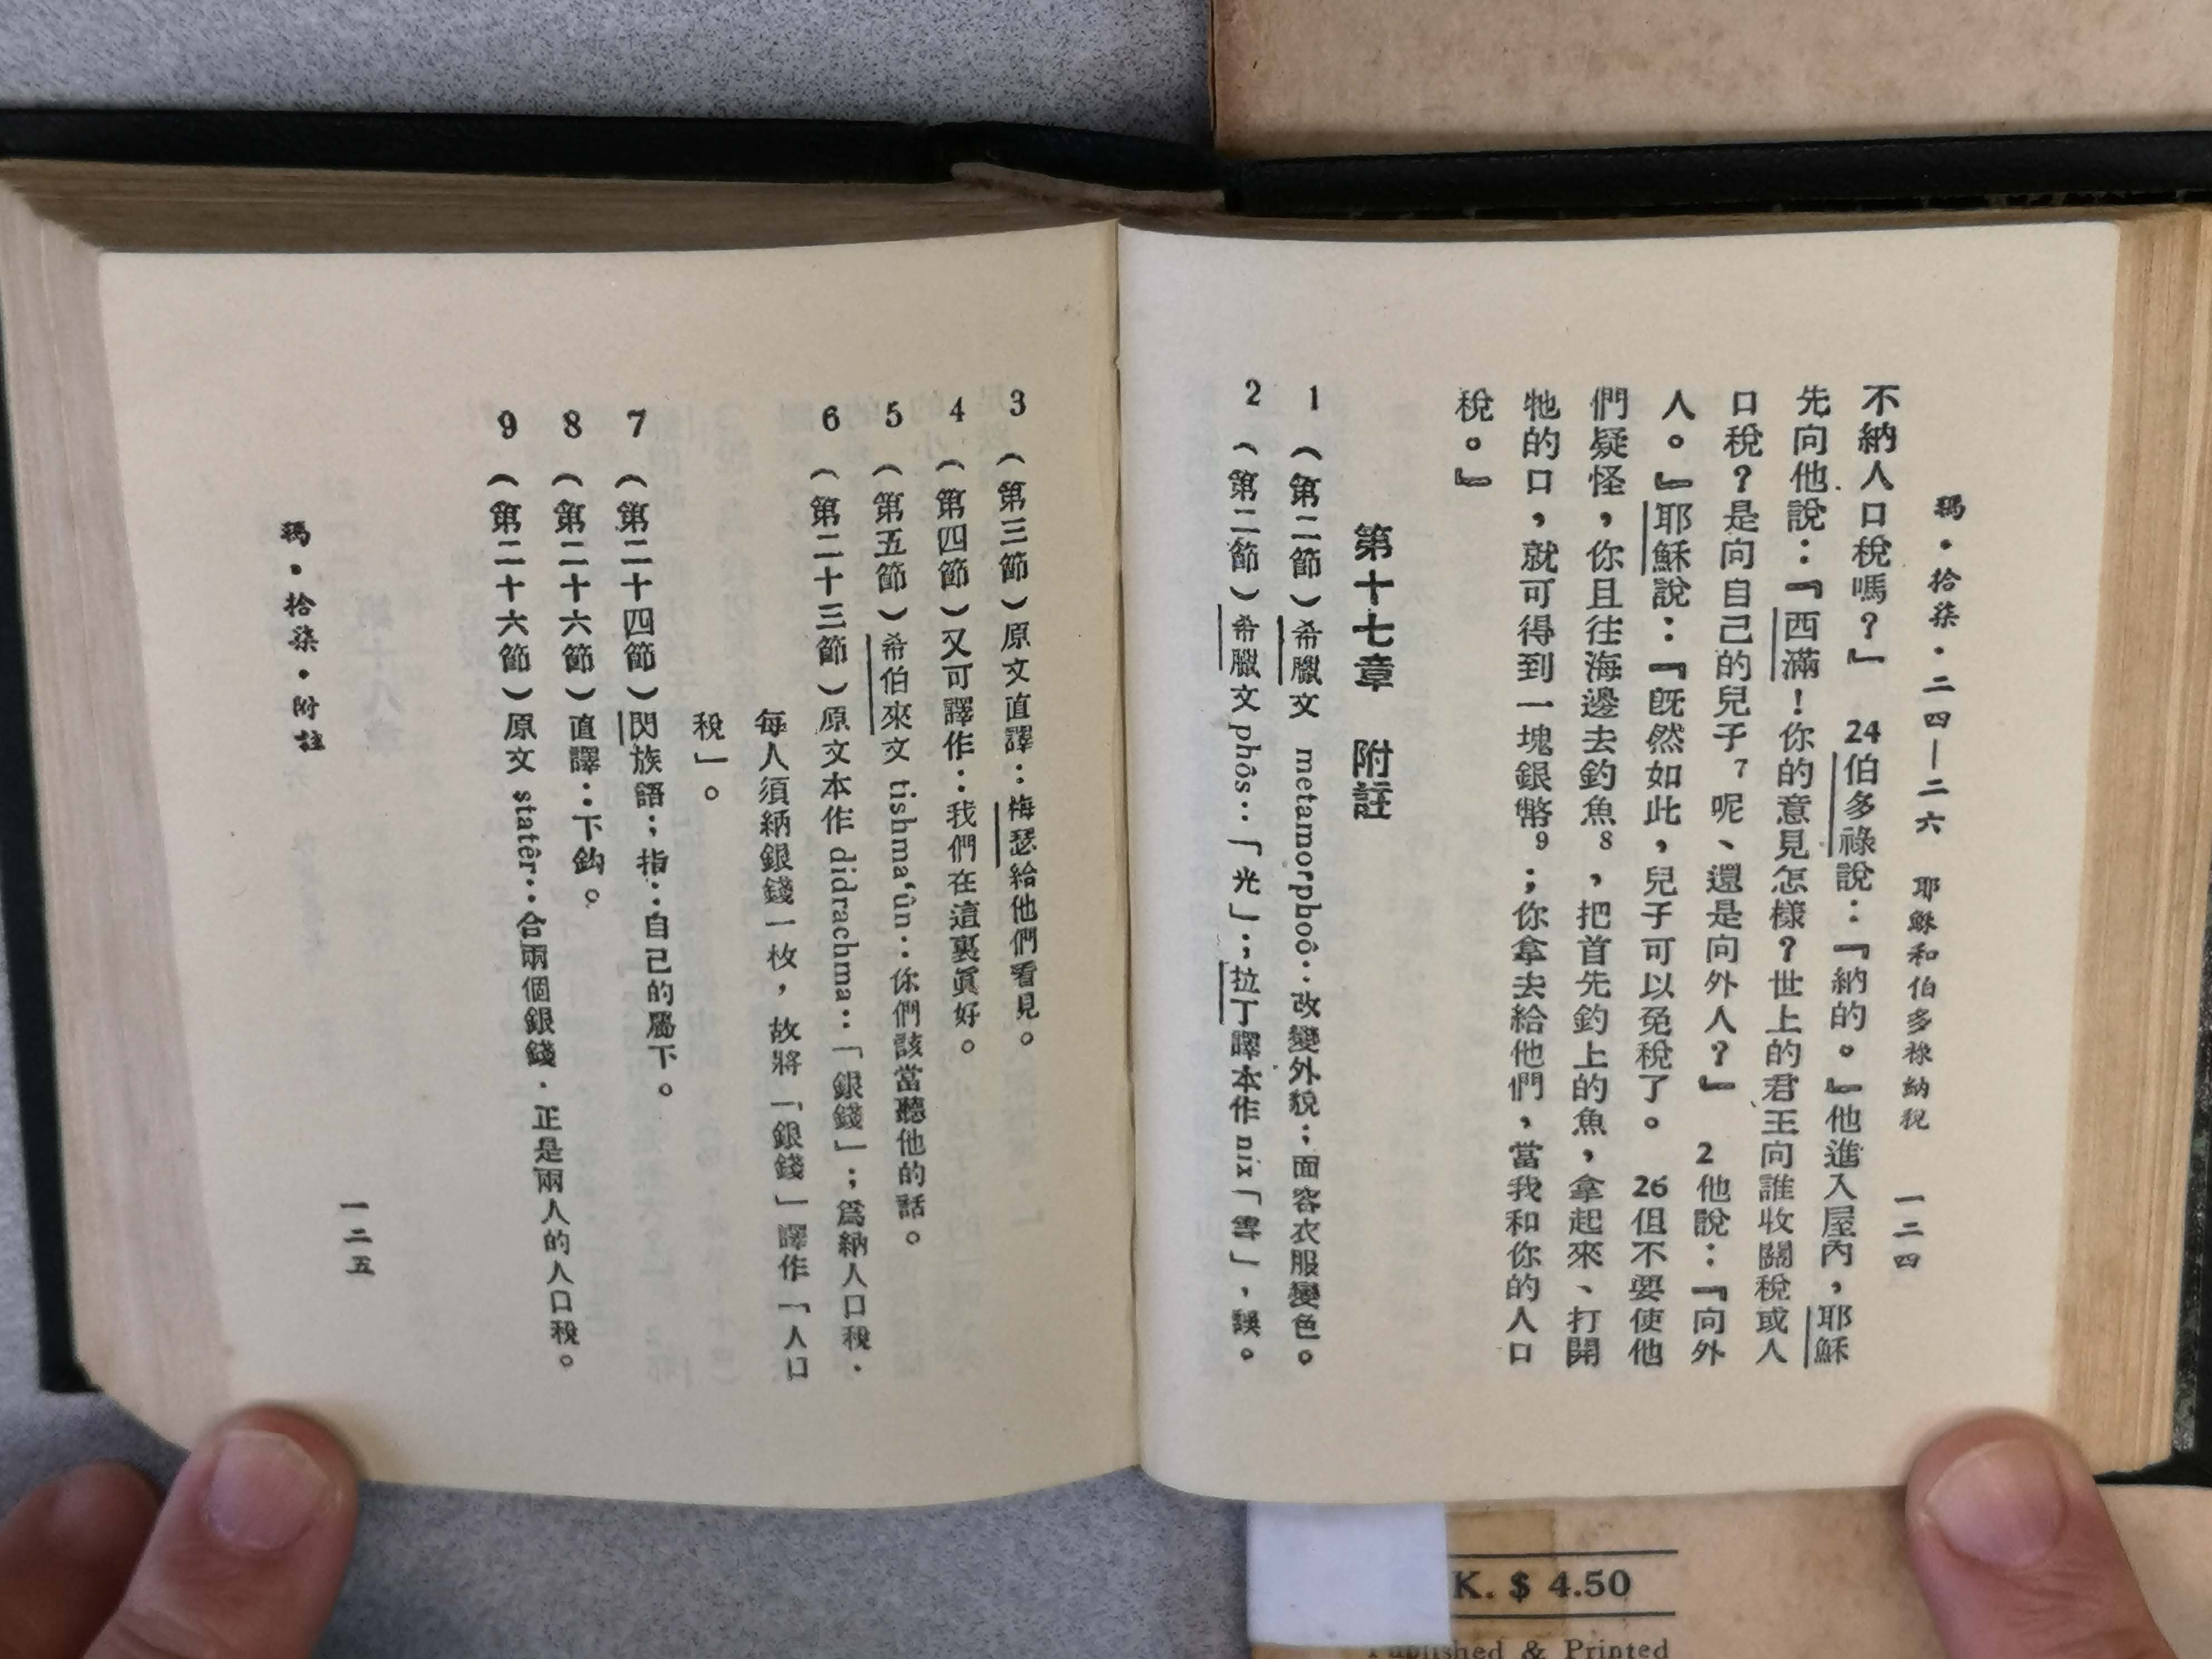 瑪・拾柒・二四—二六　耶穌和伯多祿納稅　一二四
不納人口稅嗎？」　24伯多祿說：『納的。』他進入屋內，耶穌
先向他說：『西滿！你的意見怎樣？世上的君王向誰收關稅或人
口稅？是向自己的兒子7呢、還是向外人？』　2他說：『向外
人。』耶穌說：『既然如此，兒子可以免稅了。　26但不要使他
們疑怪，你且往海邊去釣魚8，把首先釣上的魚，拿起來、打開
牠的口，就可得到一塊銀幣9；你拿去給他們，當我和你的人口
稅。』
第十七章　附註
1（第二節）希臘文 metamorphoô：改變外貌；面容衣服變色。
2（第二節）希臘文 phôs：「光」；拉丁譯本作 nix「雪」，誤。
3（第三節）原文直譯：梅瑟給他們看見。
4（第四節）又可譯作：我們在這裏眞好。
5（第五節）希伯來文 tishma‘ûn：你們該當聽他的話。
6（第二十三節）原文本作 didrachma：「銀錢」；爲納人口稅．
每人須納銀錢一枚，故將「銀錢」譯作「人口
稅」。
7（第二十四節）閃族語；指：自己的屬下。
8（第二十六節）直譯：下鈎。
9（第二十六節）原文 statêr：合兩個銀錢．正是兩人的人口稅。
瑪・拾柒・附註
一二五
K. $ 4.50
Published & Printed